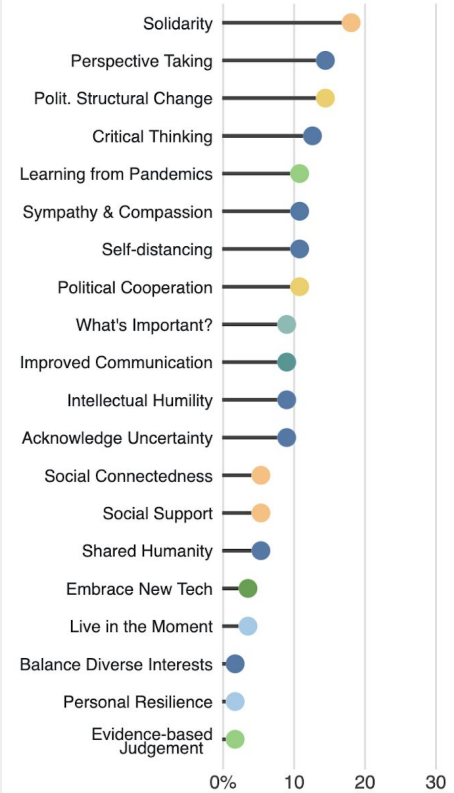 Solidarity
Perspective Taking
Polit. Structural Change
Critical Thinking
Learning from Pandemics
Sympathy & Compassion
Self-distancing
Political Cooperation
What's Important?
Improved Communication
Intellectual Humility
Acknowledge Uncertainty
Social Connectedness
Social Support
Shared Humanity
Embrace New Tech
Live in the Moment
Balance Diverse Interests
Personal Resilience
Evidence-based
Judgement
0% 10 20 30